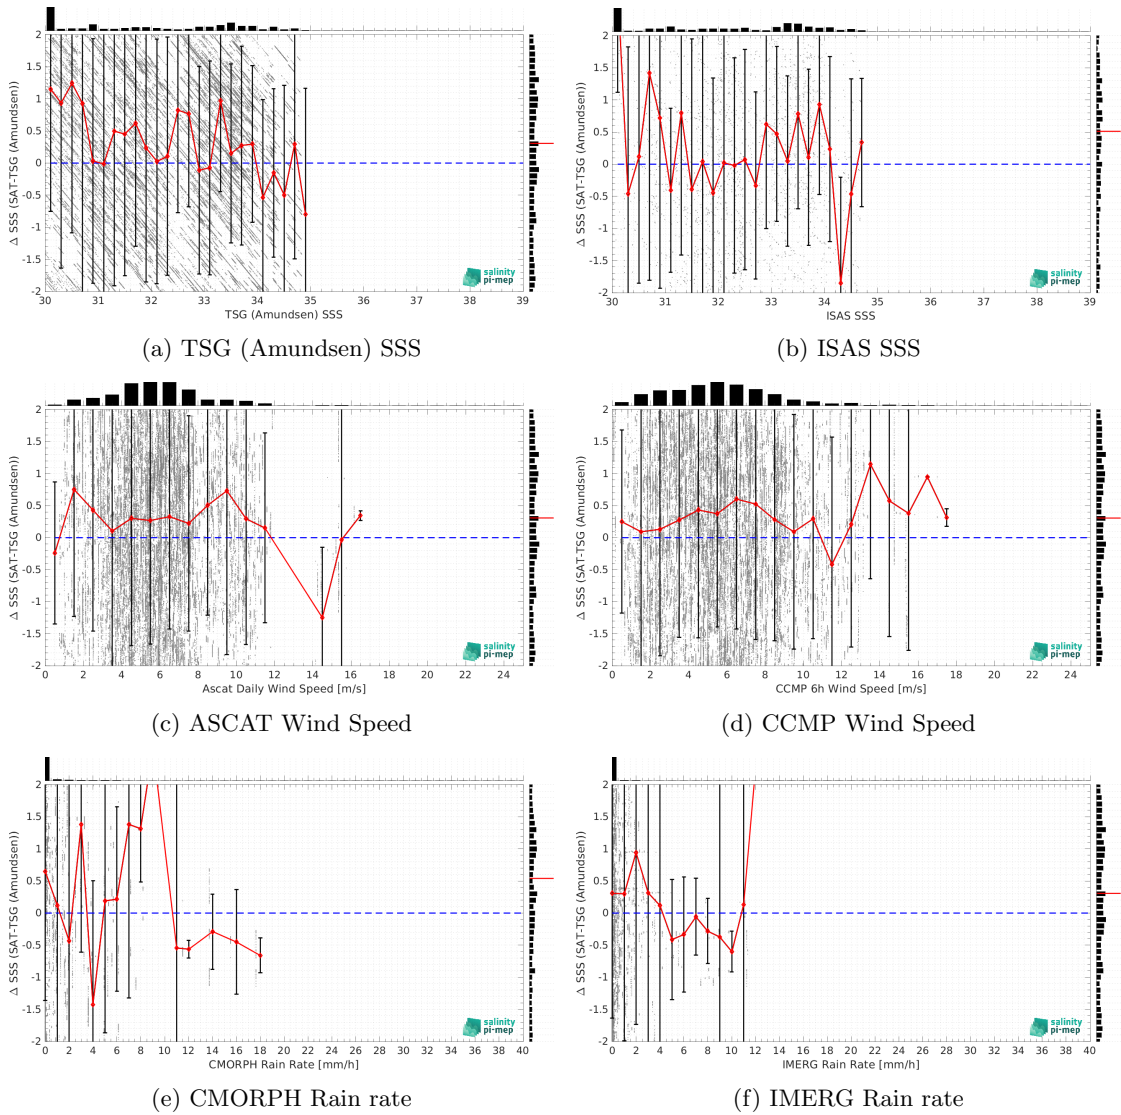 2
1.5
1
0.5
0
-0.5
-1
-1.5
-2
Δ SSS (SAT-TSG (Amundsen))
30 31 32 33 34 35 36 37 38 39
TSG (Amundsen) SSS
salinity
pi-mep
(a) TSG (Amundsen) SSS
2
1.5
1
0.5
0
-0.5
-1
-1.5
-2
Δ SSS (SAT-TSG (Amundsen))
30 31 32 33 34 35 36 37 38 39
ISAS SSS
salinity
pi-mep
(b) ISAS SSS
2
1.5
1
0.5
0
-0.5
-1
-1.5
-2
Δ SSS (SAT-TSG (Amundsen))
0 2 4 6 8 10 12 14 16 18 20 22 24
Ascat Daily Wind Speed [m/s]
salinity
pi-mep
(c) ASCAT Wind Speed
2
1.5
1
0.5
0
-0.5
-1
-1.5
-2
Δ SSS (SAT-TSG (Amundsen))
0 2 4 6 8 10 12 14 16 18 20 22 24
CCMP 6h Wind Speed [m/s]
salinity
pi-mep
(d) CCMP Wind Speed
2
1.5
1
0.5
0
-0.5
-1
-1.5
-2
Δ SSS (SAT-TSG (Amundsen))
0 2 4 6 8 10 12 14 16 18 20 22 24 26 28 30 32 34 36 38 40
CMORPH Rain Rate [mm/h]
salinity
pi-mep
(e) CMORPH Rain rate
2
1.5
1
0.5
0
-0.5
-1
-1.5
-2
Δ SSS (SAT-TSG (Amundsen))
0 2 4 6 8 10 12 14 16 18 20 22 24 26 28 30 32 34 36 38 40
IMERG Rain Rate [mm/h]
salinity
pi-mep
(f) IMERG Rain rate